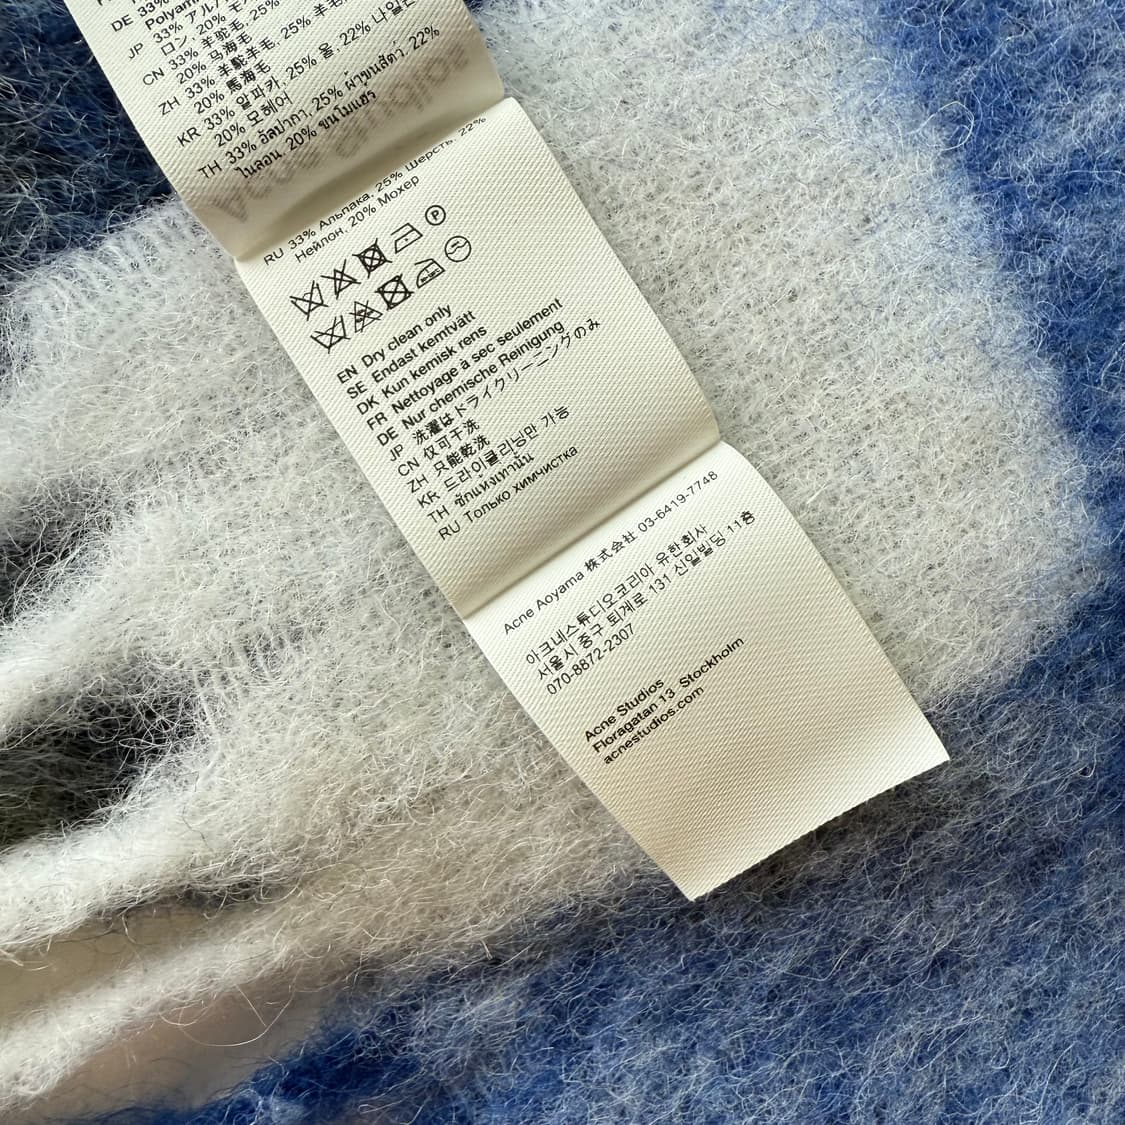 DE 33%
Polyam
JP 33% アルパ
ロン, 20% モ
CN 33% 羊驼毛, 25% 羊毛
20% 马海毛
ZH 33% 羊駝羊毛, 25% 羊毛
20% 馬海毛
KR 33% 알파카, 25% 울, 22% 나일론
20% 모헤어
TH 33% อัลปากา, 25% ผ้าขนสัตว์, 22%
ไนลอน, 20% ขนโมแฮร์
RU 33% Альпака, 25% Шерсть, 22%
Нейлон, 20% Мохер
P
EN Dry clean only
SE Endast kemtvätt
DK Kun kemisk rens
FR Nettoyage à sec seulement
DE Nur chemische Reinigung
JP 洗濯はドライクリーニングのみ
CN 仅可干洗
ZH 只能乾洗
KR 드라이클리닝만 가능
TH ซักแห้งเท่านั้น
RU Только химчистка
Acne Aoyama 株式会社 03-6419-7748
아크네스튜디오코리아 유한회사
서울시 중구 퇴계로 131 신일빌딩 11층
070-8872-2307
Acne Studios
Floragatan 13 Stockholm
acnestudios.com